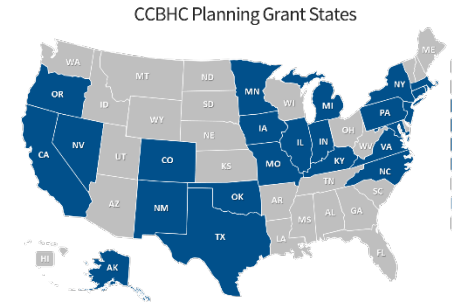 CCBHC Planning Grant States
WA
MT
ND
MN
ME
OR
ID
SD
WI
MI
NY
WY
IA
PA
NE
NV
UT
CO
IL
IN
OH
WV
VA
CA
KS
MO
KY
NC
AZ
NM
OK
AR
TN
SC
TX
MS
AL
GA
LA
FL
HI
AK